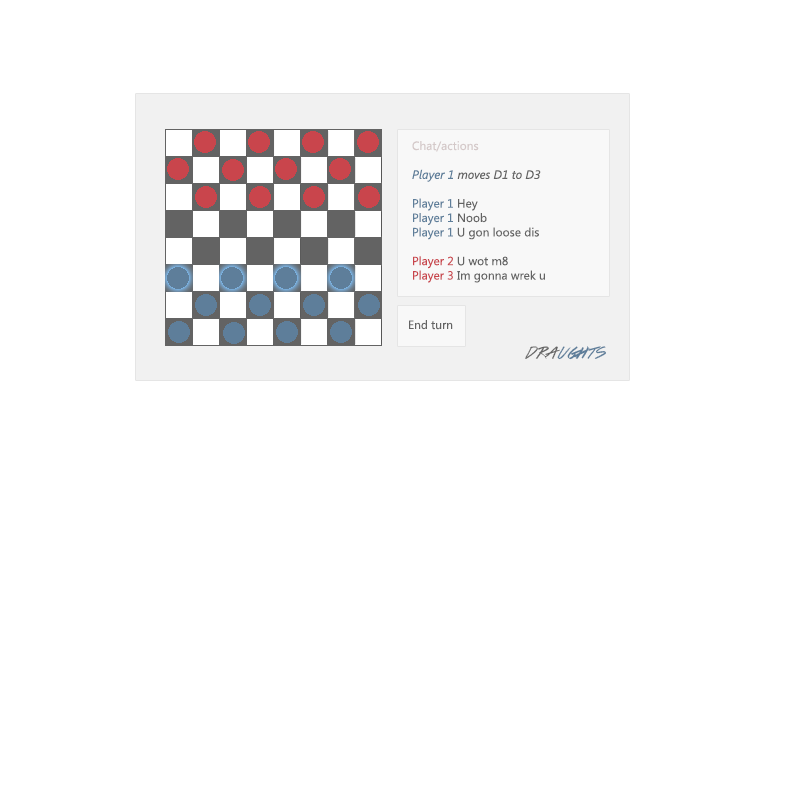 Chat/actions
Player 1 moves D1 to D3
Player 1 Hey
Player 1 Noob
Player 1 U gon loose dis
Player 2 U wot m8
Player 3 Im gonna wrek u
End turn
DRAUGHTS